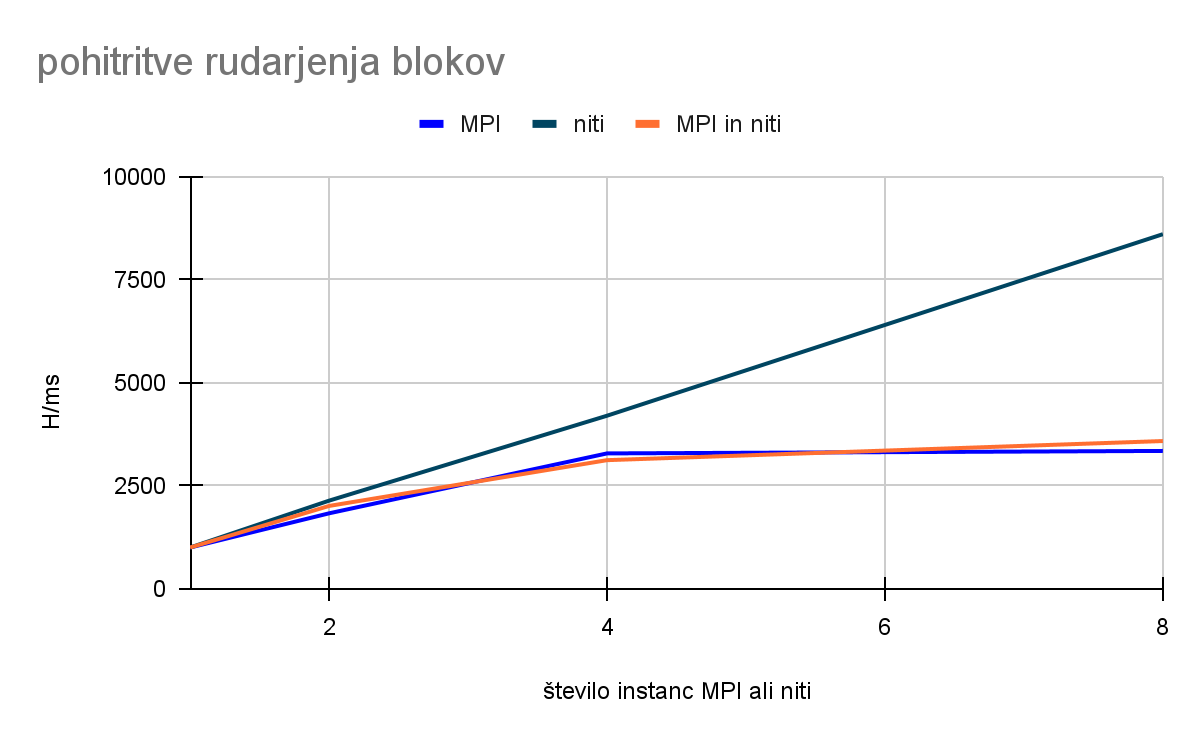 pohitritve rudarjenja blokov
MPI niti MPI in niti
10000
7500
5000
2500
0
H/ms
2 4 6 8
število instanc MPI ali niti